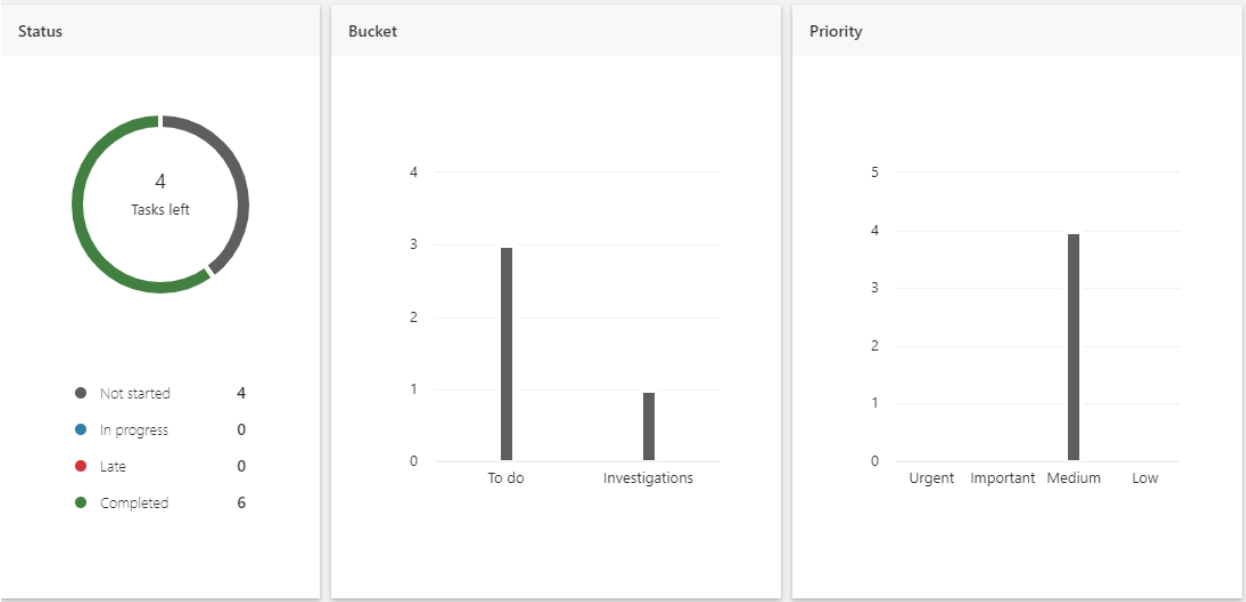 Status
4
Tasks left
Not started 4
In progress 0
Late 0
Completed 6
Bucket
4
3
2
1
0
To do Investigations
Priority
5
4
3
2
1
0
Urgent Important Medium Low